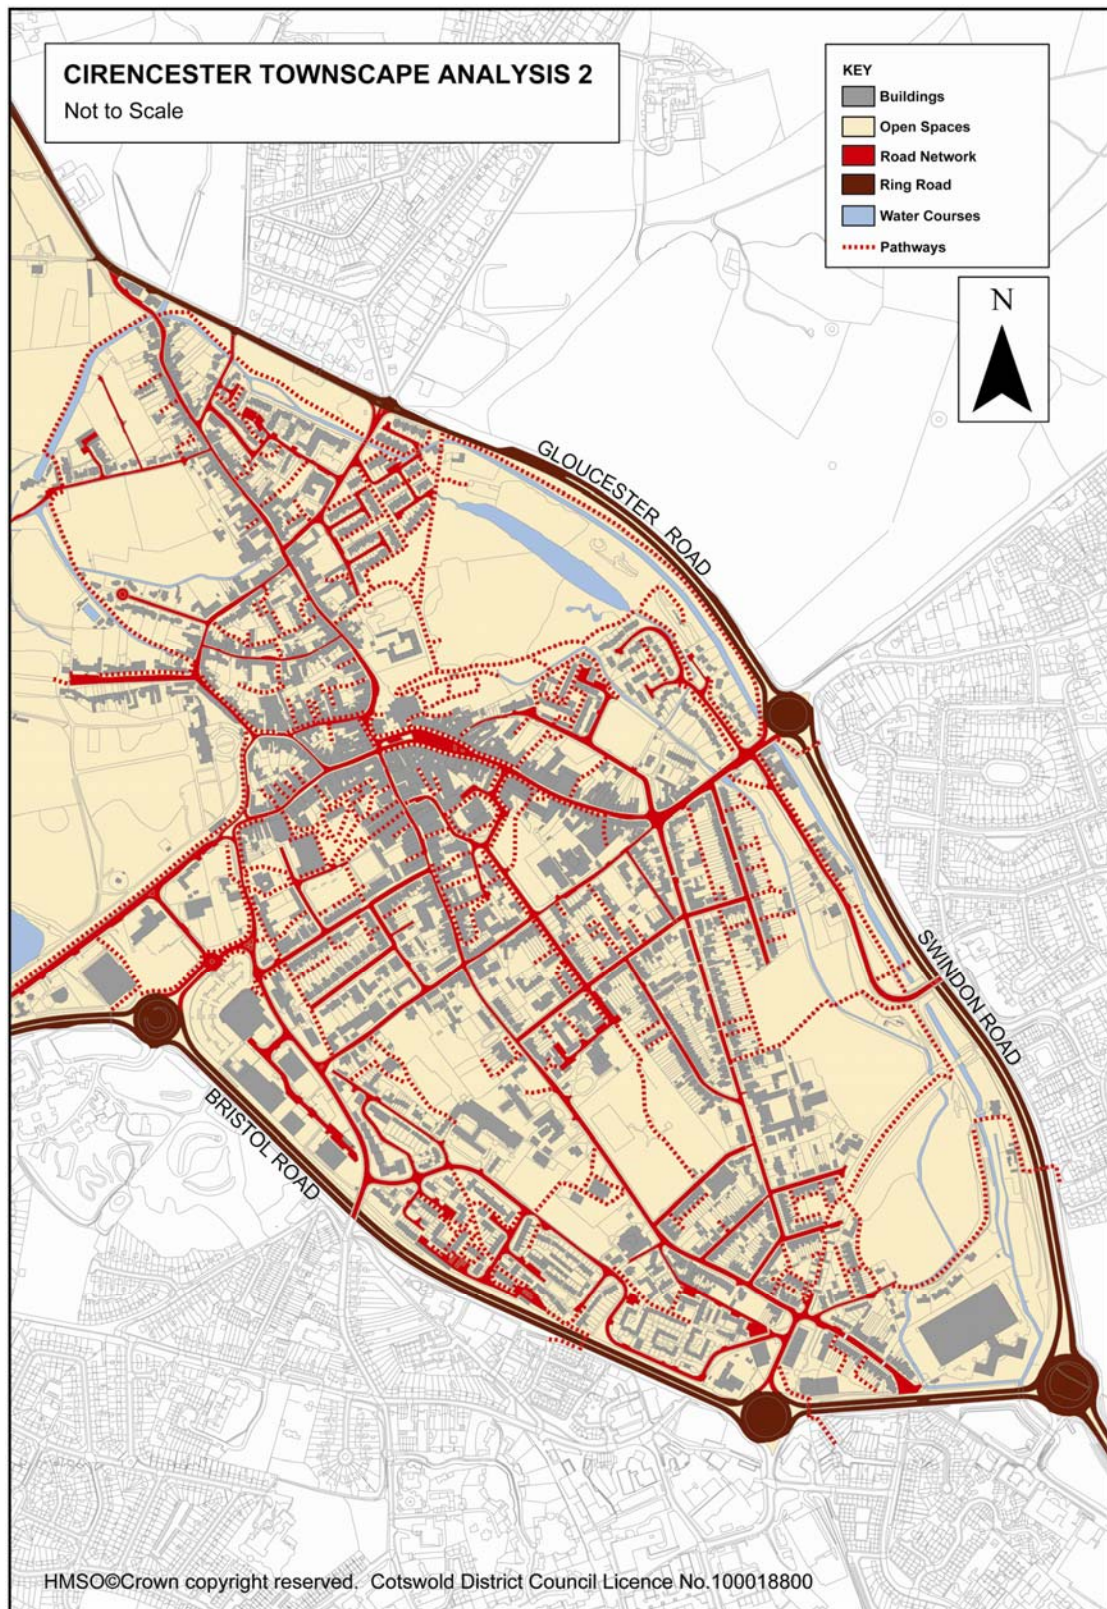 CIRENCESTER TOWNSCAPE ANALYSIS 2
Not to Scale
KEY
Buildings
Open Spaces
Road Network
Ring Road
Water Courses
Pathways
N
GLOUCESTER ROAD
SWINDON ROAD
BRISTOL ROAD
HMSO©Crown copyright reserved. Cotswold District Council Licence No.100018800